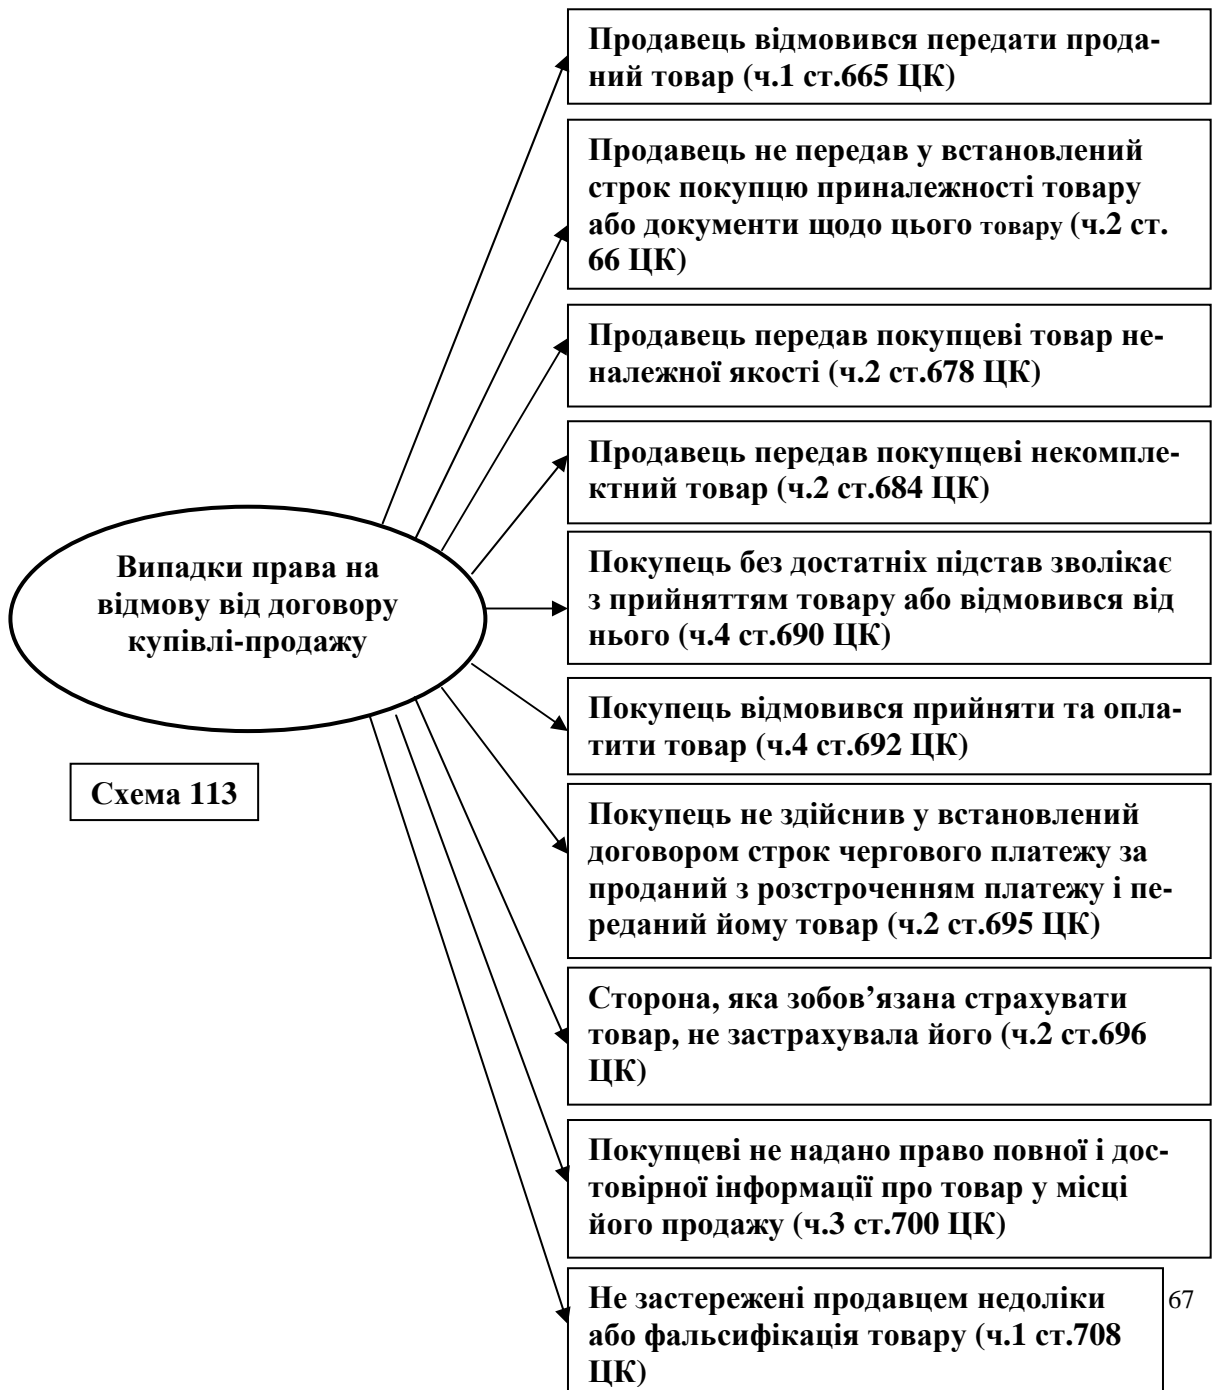 Продавець відмовився передати прода-
ний товар (ч.1 ст.665 ЦК)
Продавець не передав у встановлений
строк покупцю приналежності товару
або документи щодо цього товару (ч.2 ст.
66 ЦК)
Продавець передав покупцеві товар не-
належної якості (ч.2 ст.678 ЦК)
Продавець передав покупцеві некомпле-
ктний товар (ч.2 ст.684 ЦК)
Випадки права на
відмову від договору
купівлі-продажу
Покупець без достатніх підстав зволікає
з прийняттям товару або відмовився від
нього (ч.4 ст.690 ЦК)
Покупець відмовився прийняти та опла-
тити товар (ч.4 ст.692 ЦК)
Схема 113
Покупець не здійснив у встановлений
договором строк чергового платежу за
проданий з розстроченням платежу і пе-
реданий йому товар (ч.2 ст.695 ЦК)
Сторона, яка зобов’язана страхувати
товар, не застрахувала його (ч.2 ст.696
ЦК)
Покупцеві не надано право повної і дос-
товірної інформації про товар у місці
його продажу (ч.3 ст.700 ЦК)
Не застережені продавцем недоліки
або фальсифікація товару (ч.1 ст.708
ЦК)
67